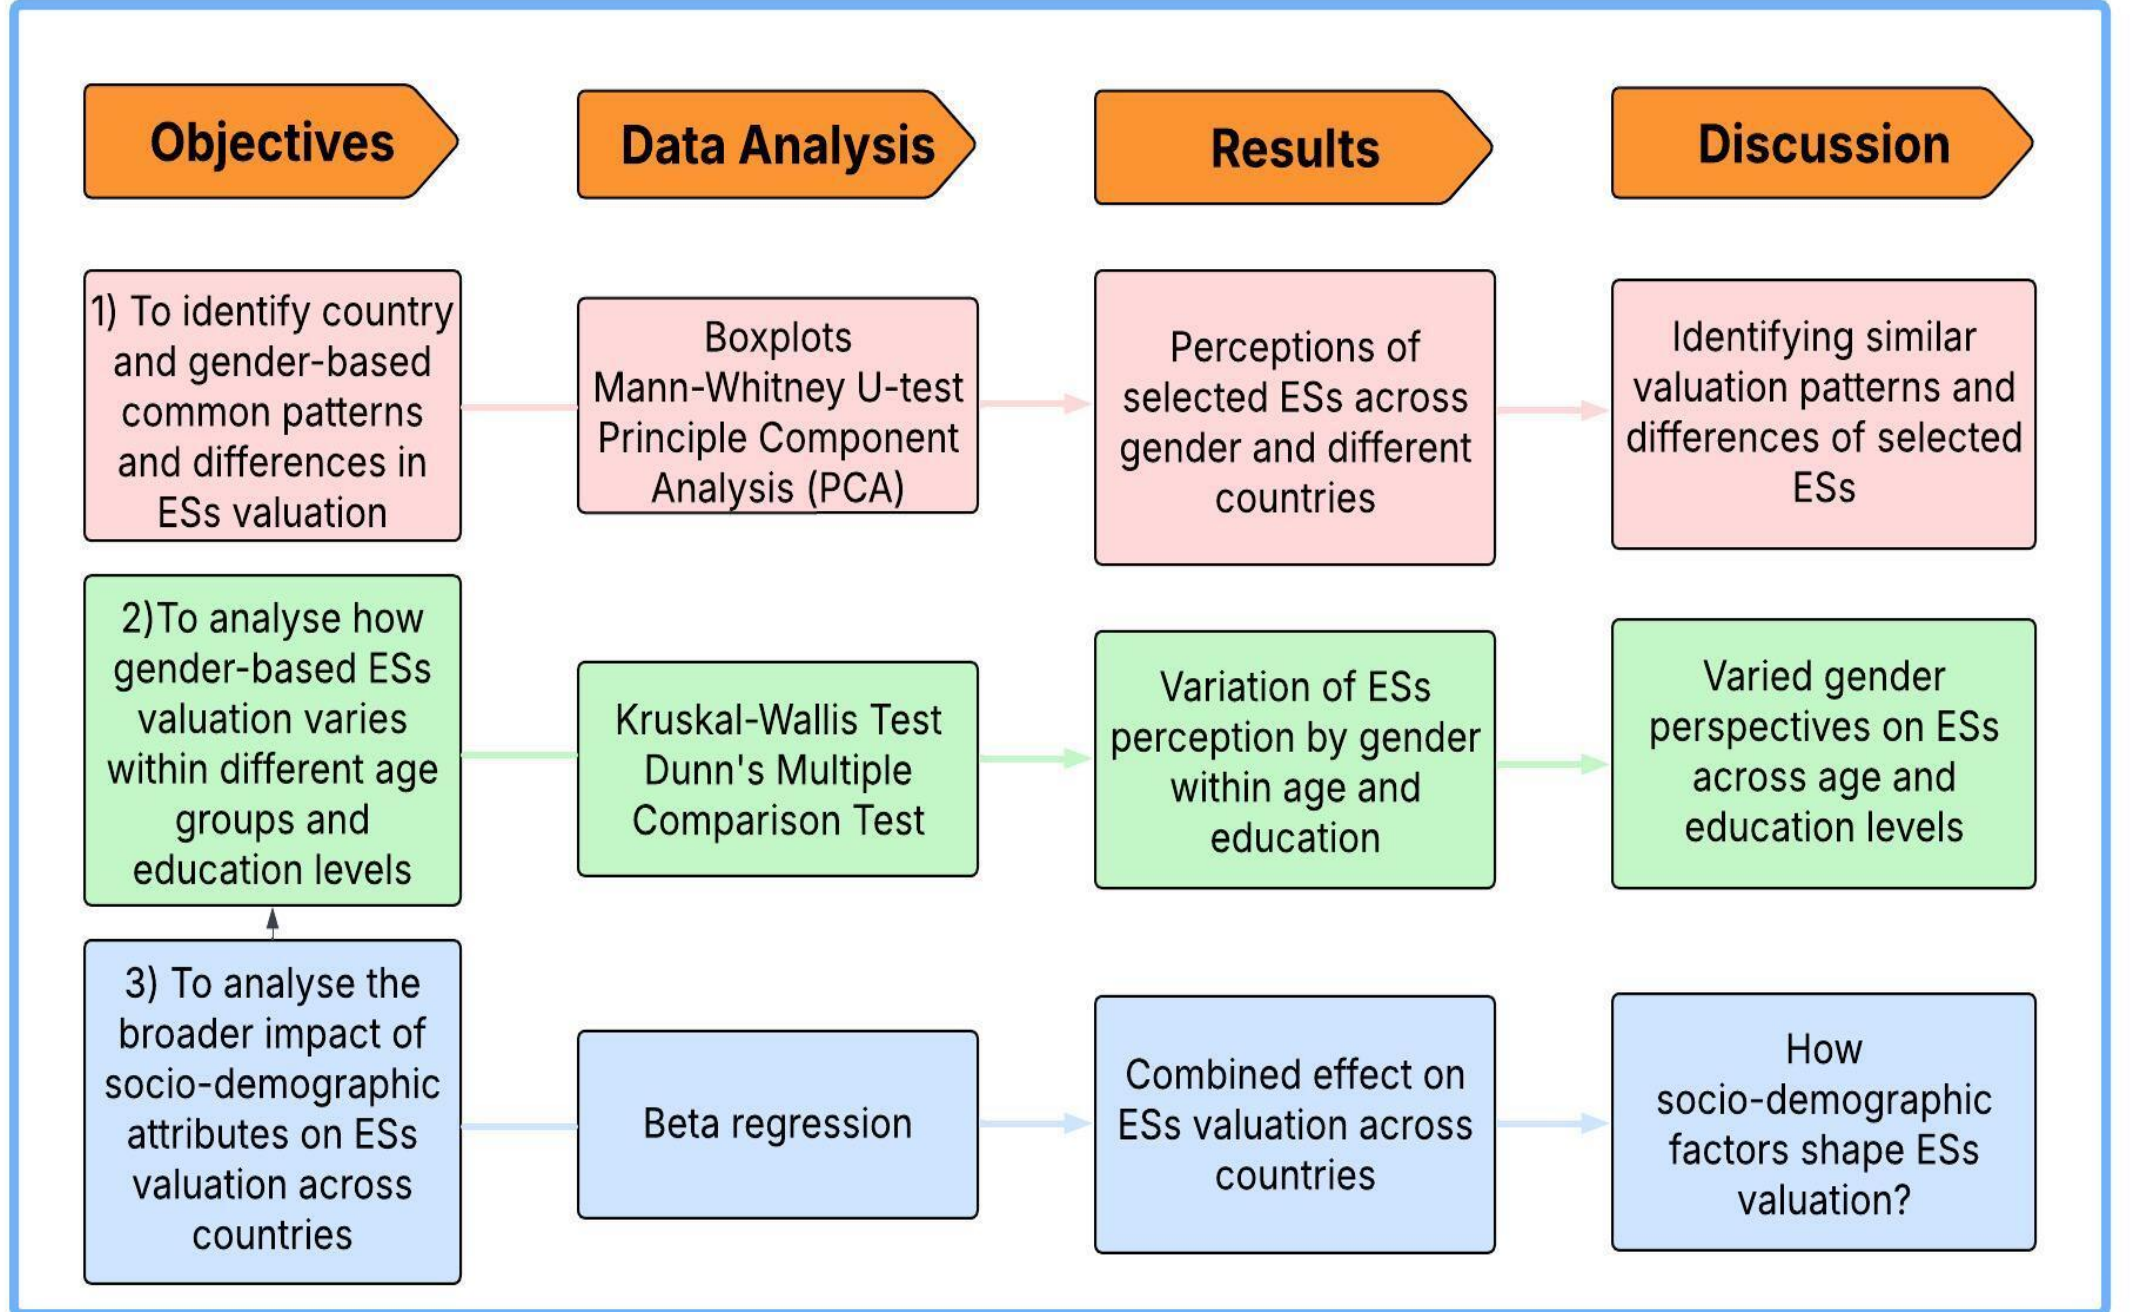 Objectives
Data Analysis
Results
Discussion
1) To identify country
and gender-based
common patterns
and differences in
ESs valuation
Boxplots
Mann-Whitney U-test
Principle Component
Analysis (PCA)
Perceptions of
selected ESs across
gender and different
countries
Identifying similar
valuation patterns and
differences of selected
ESs
2)To analyse how
gender-based ESs
valuation varies
within different age
groups and
education levels
Kruskal-Wallis Test
Dunn's Multiple
Comparison Test
Variation of ESs
perception by gender
within age and
education
Varied gender
perspectives on ESs
across age and
education levels
3) To analyse the
broader impact of
socio-demographic
attributes on ESs
valuation across
countries
Beta regression
Combined effect on
ESs valuation across
countries
How
socio-demographic
factors shape ESs
valuation?